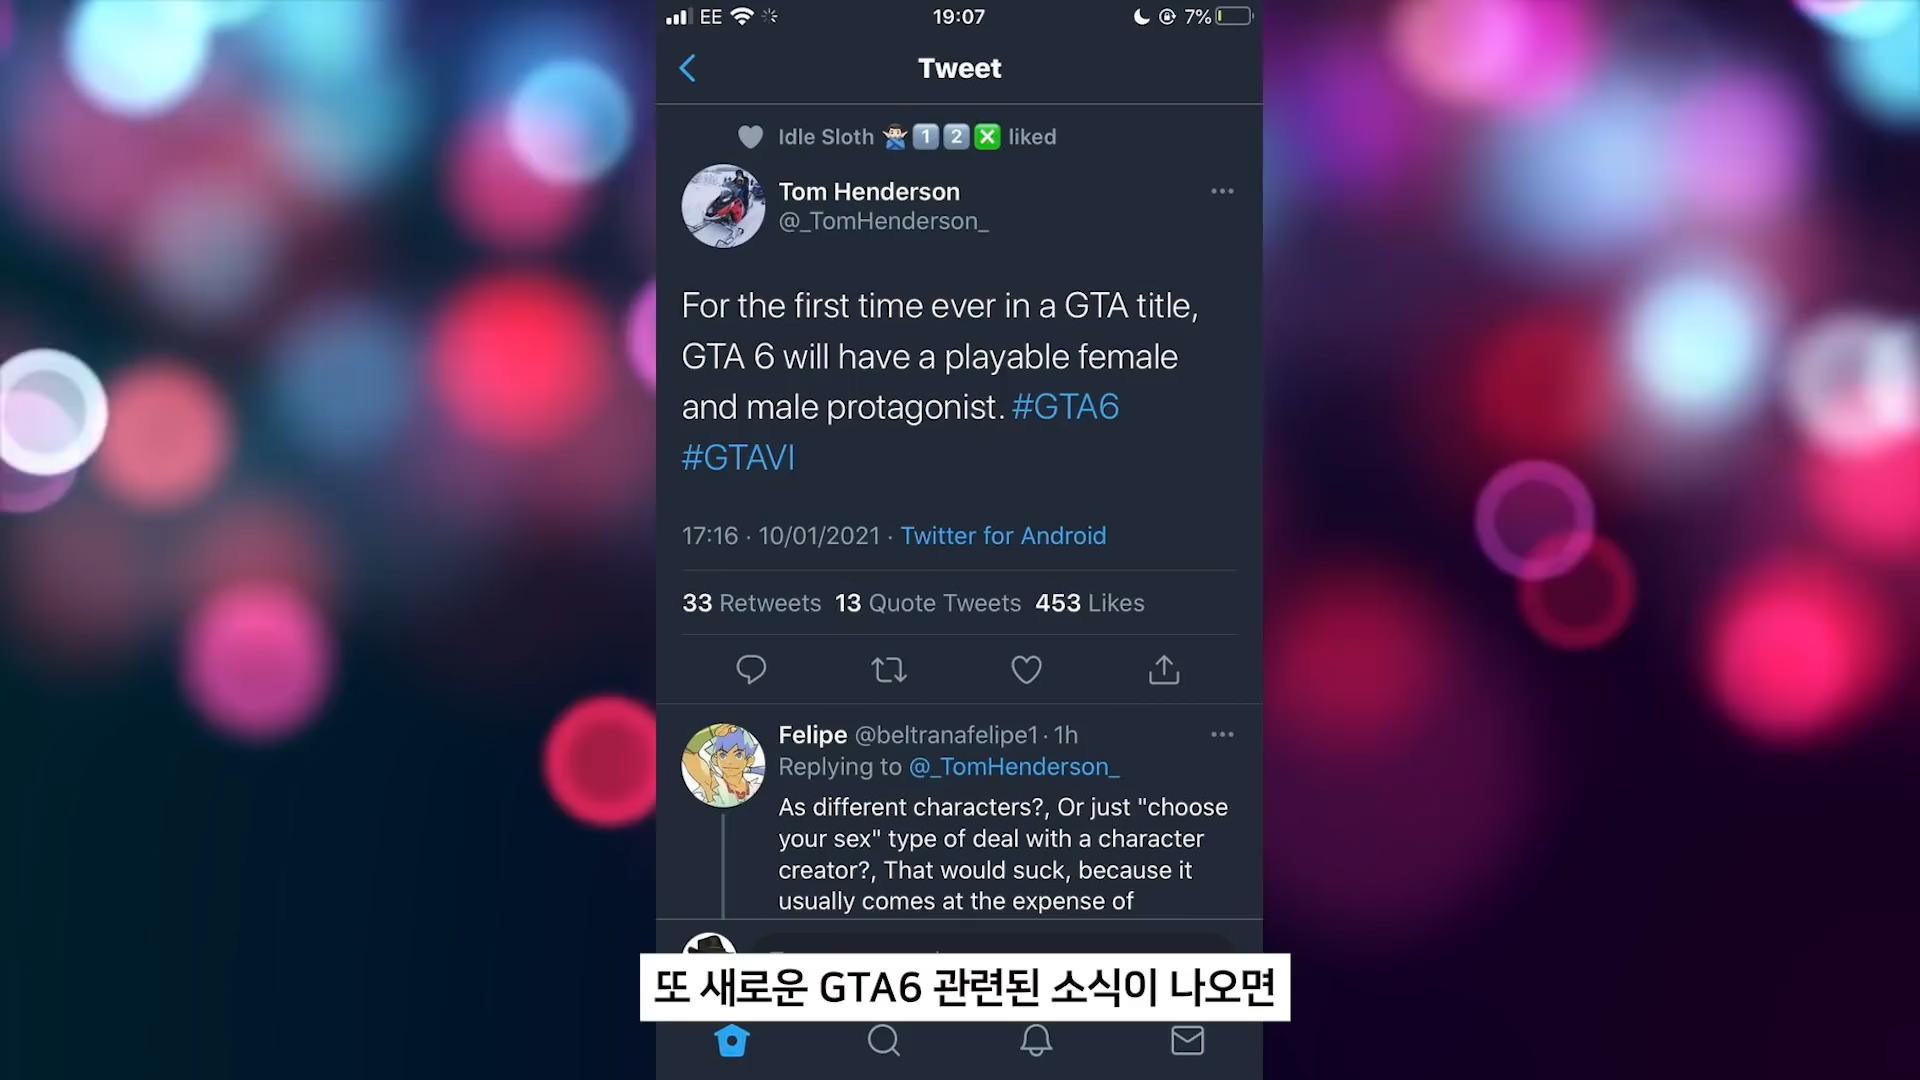 EE 19:07 7%
Tweet
Idle Sloth 🙅🏻‍♂️1️⃣2️⃣❎ liked
Tom Henderson
@_TomHenderson_
For the first time ever in a GTA title,
GTA 6 will have a playable female
and male protagonist. #GTA6
#GTAVI
17:16 · 10/01/2021 · Twitter for Android
33 Retweets 13 Quote Tweets 453 Likes
Felipe @beltranafelipe1 · 1h
Replying to @_TomHenderson_
As different characters?, Or just "choose
your sex" type of deal with a character
creator?, That would suck, because it
usually comes at the expense of
또 새로운 GTA6 관련된 소식이 나오면